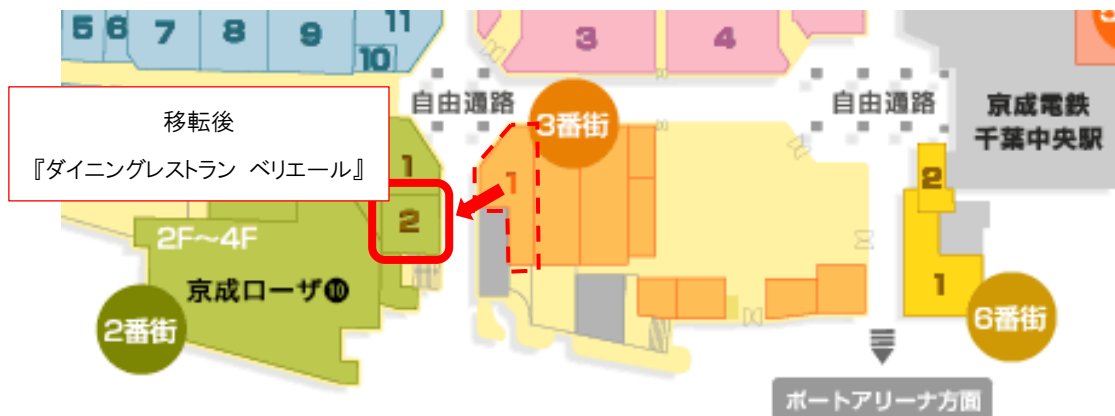 5 6 7 8 9 10 11
3 4
自由通路
自由通路
3番街
京成電鉄
千葉中央駅
移転後
『ダイニングレストラン ベリエール』
1
2
1
2
2F~4F
京成ローザ⑩
1
2番街
6番街
ポートアリーナ方面